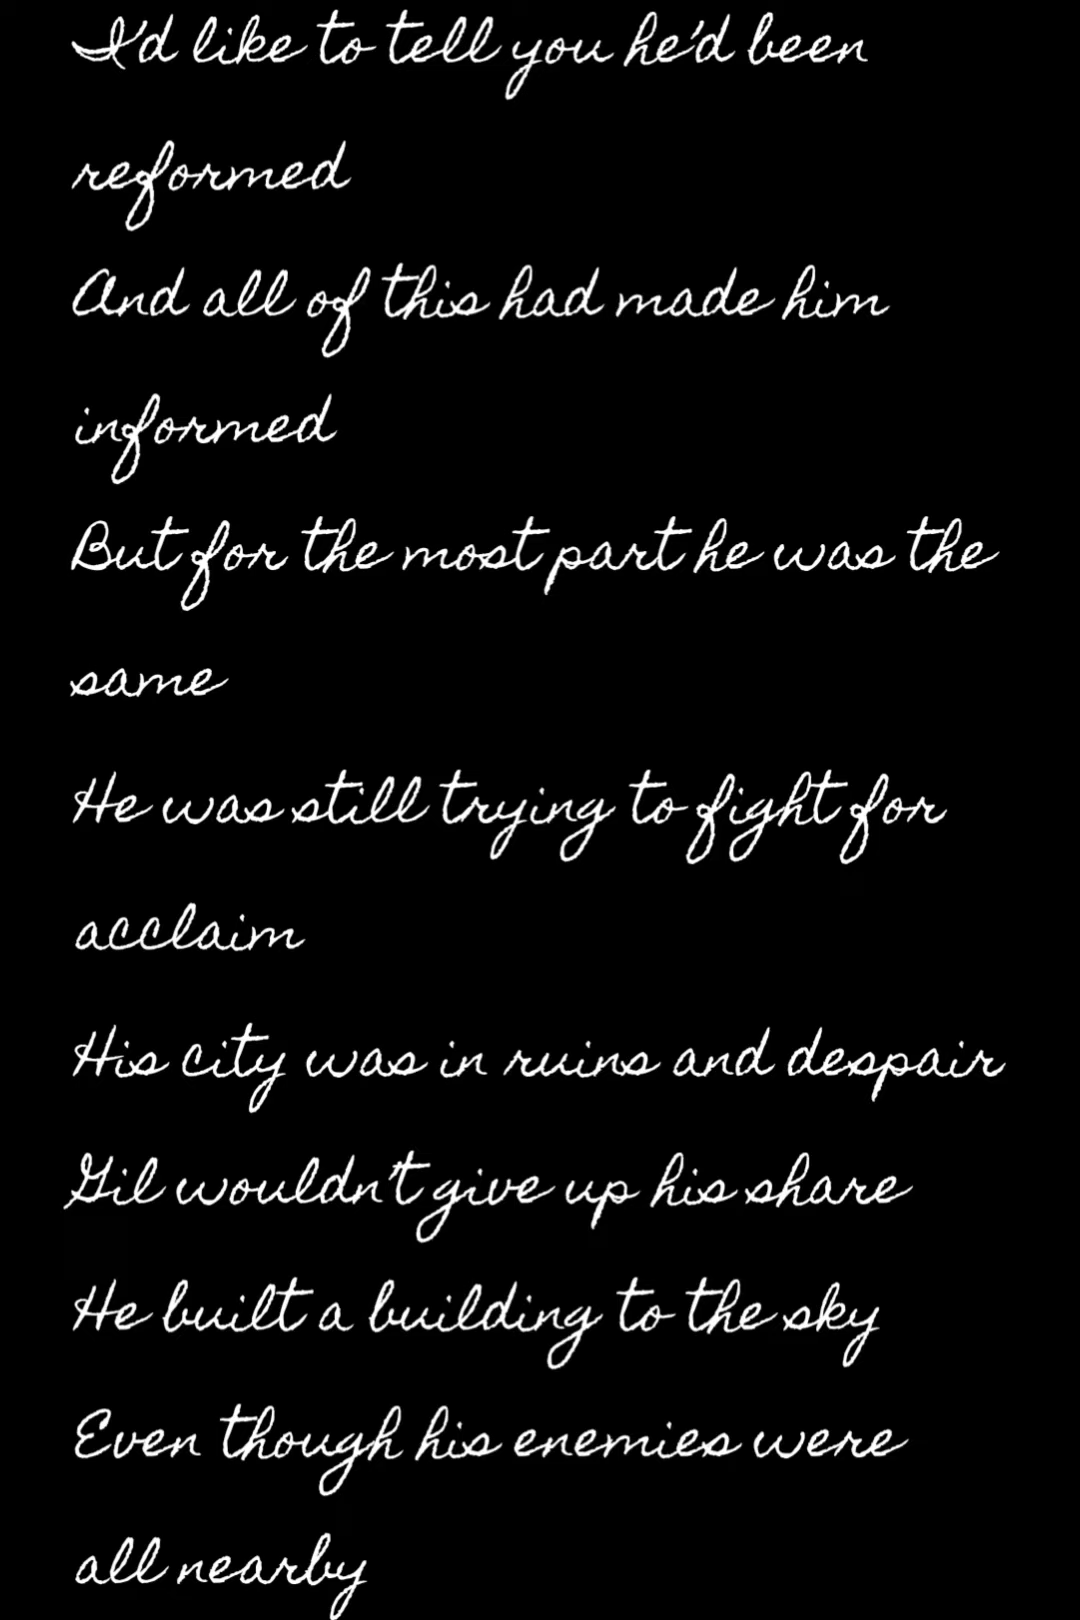 I'd like to tell you he'd been
reformed
And all of this had made him
informed
But for the most part he was the
same
He was still trying to fight for
acclaim
His city was in ruins and despair
Gil wouldn't give up his share
He built a building to the sky
Even though his enemies were
all nearby